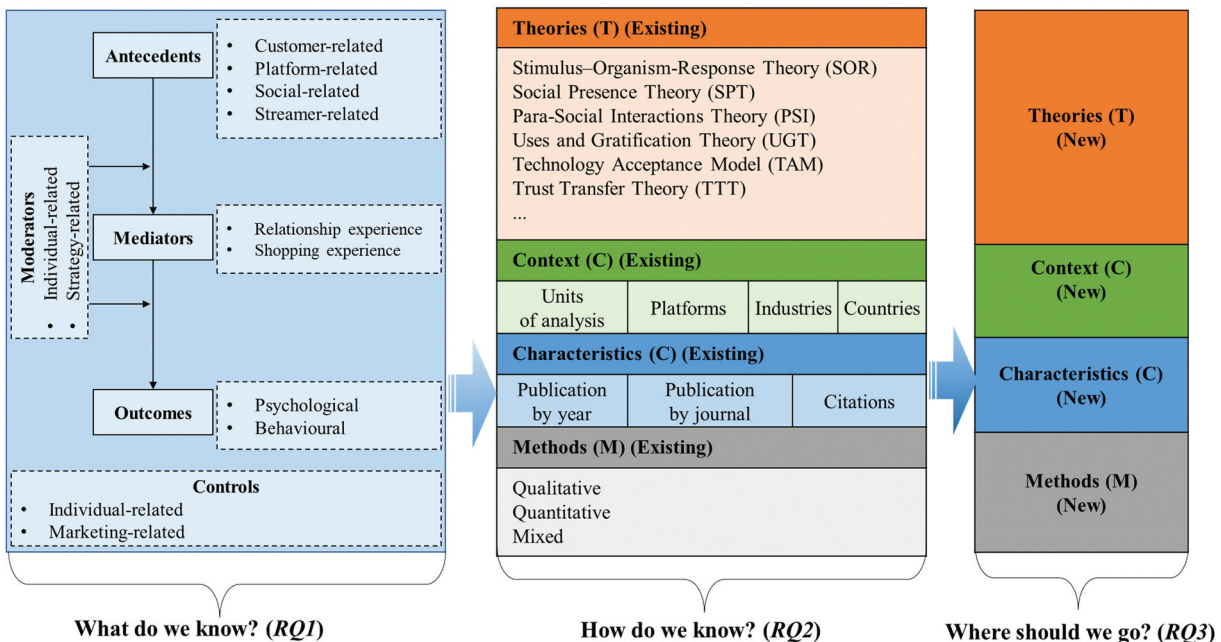 Antecedents
• Customer-related
• Platform-related
• Social-related
• Streamer-related
Moderators
• Individual-related
• Strategy-related
Mediators
• Relationship experience
• Shopping experience
Outcomes
• Psychological
• Behavioural
Controls
• Individual-related
• Marketing-related
What do we know? (RQ1)
Theories (T) (Existing)
Stimulus–Organism-Response Theory (SOR)
Social Presence Theory (SPT)
Para-Social Interactions Theory (PSI)
Uses and Gratification Theory (UGT)
Technology Acceptance Model (TAM)
Trust Transfer Theory (TTT)
...
Context (C) (Existing)
Units
of analysis
Platforms
Industries
Countries
Characteristics (C) (Existing)
Publication
by year
Publication
by journal
Citations
Methods (M) (Existing)
Qualitative
Quantitative
Mixed
How do we know? (RQ2)
Theories (T)
(New)
Context (C)
(New)
Characteristics (C)
(New)
Methods (M)
(New)
Where should we go? (RQ3)